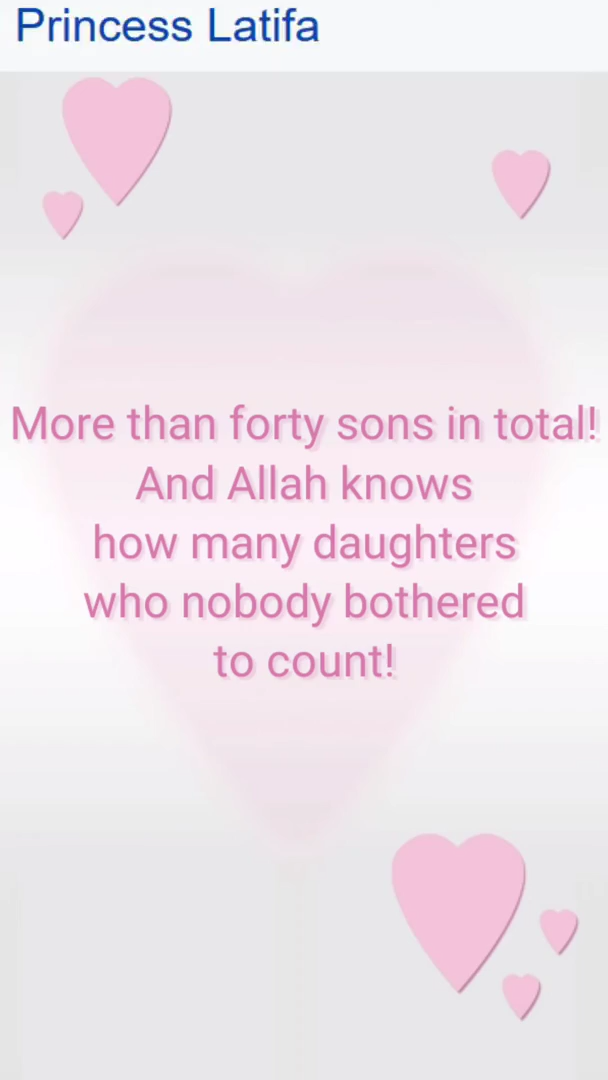 Princess Latifa
More than forty sons in total!
And Allah knows
how many daughters
who nobody bothered
to count!